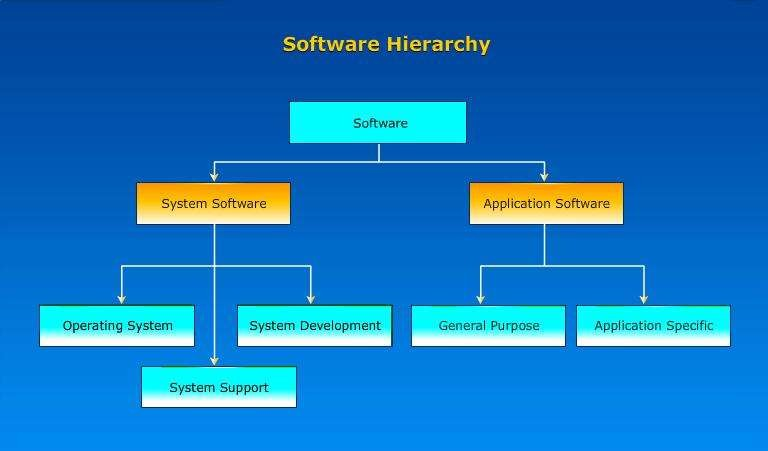 Software Hierarchy
Software
System Software
Application Software
Operating System
System Development
General Purpose
Application Specific
System Support